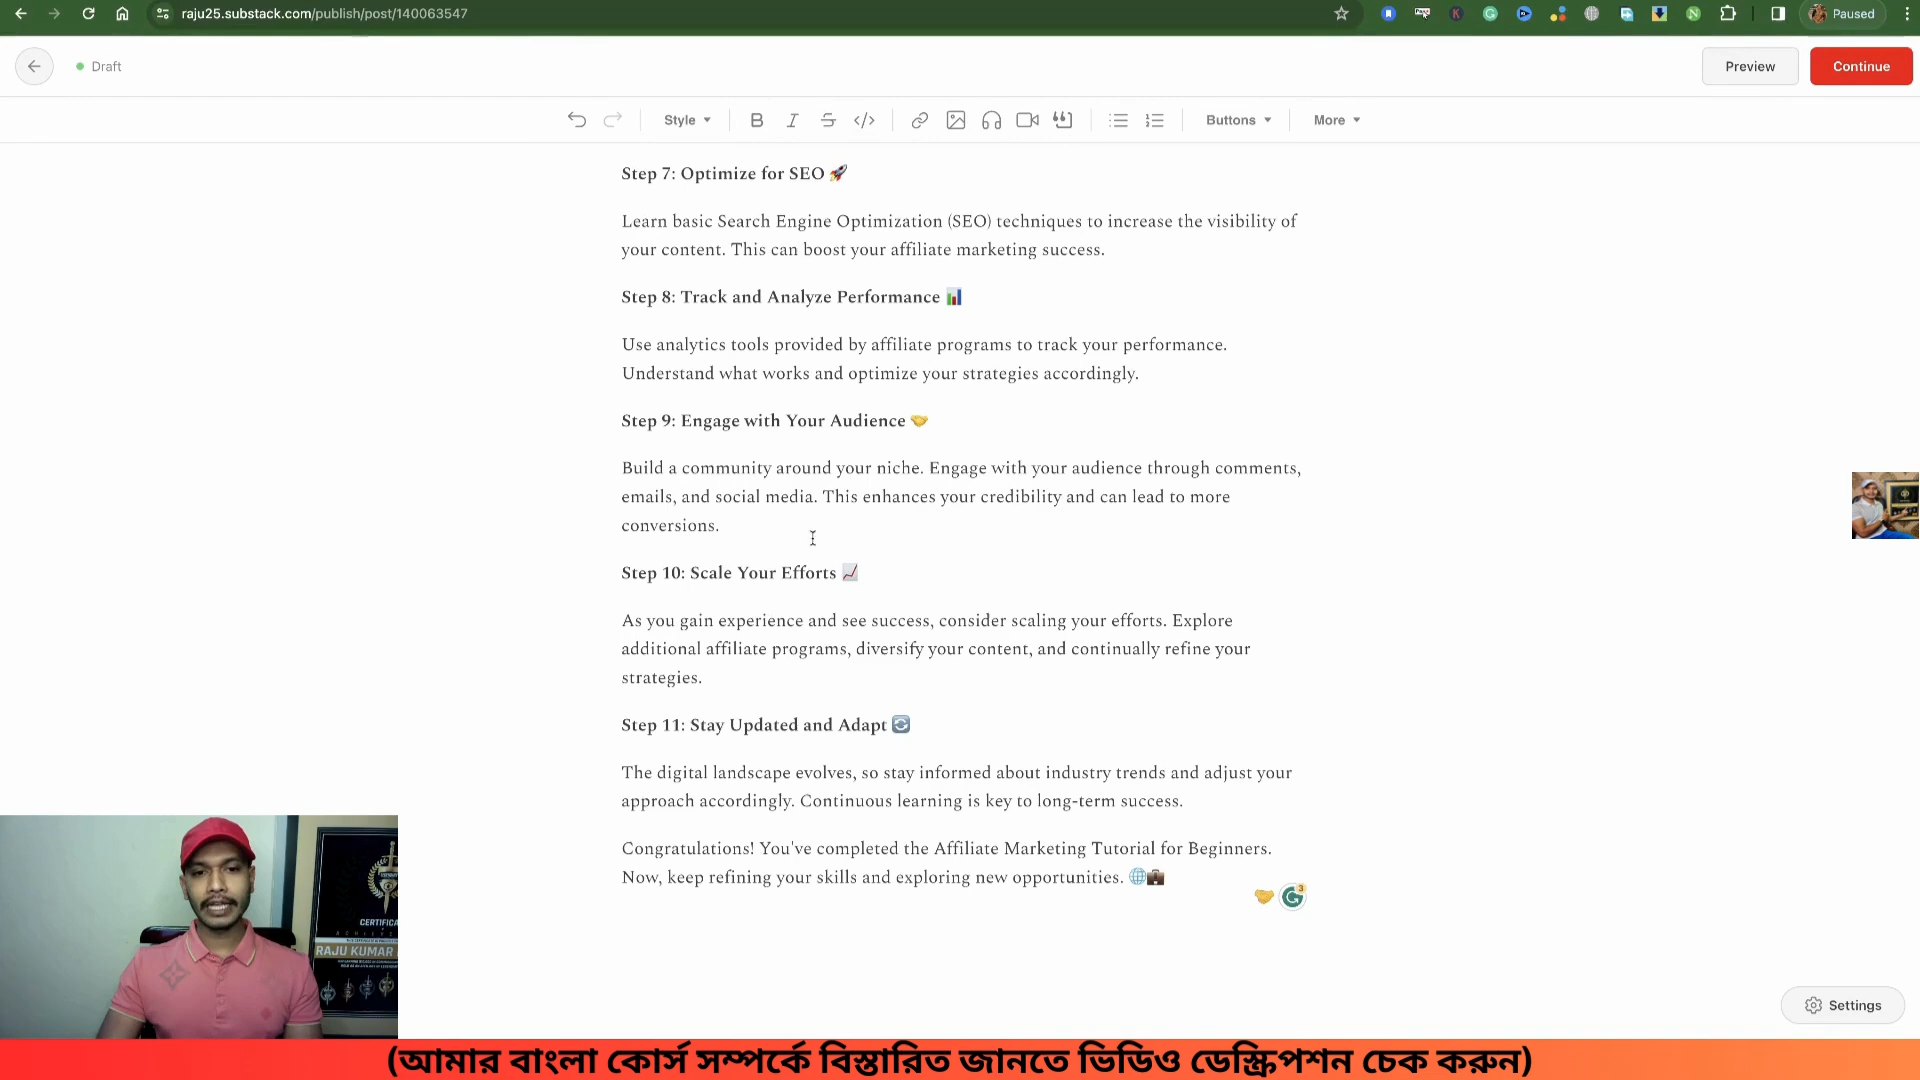 raju25.substack.com/publish/post/140063547
Paused
Draft
Preview
Continue
Style
Buttons
More
Step 7: Optimize for SEO 🚀
Learn basic Search Engine Optimization (SEO) techniques to increase the visibility of
your content. This can boost your affiliate marketing success.
Step 8: Track and Analyze Performance 📊
Use analytics tools provided by affiliate programs to track your performance.
Understand what works and optimize your strategies accordingly.
Step 9: Engage with Your Audience 🤝
Build a community around your niche. Engage with your audience through comments,
emails, and social media. This enhances your credibility and can lead to more
conversions.
Step 10: Scale Your Efforts 📈
As you gain experience and see success, consider scaling your efforts. Explore
additional affiliate programs, diversify your content, and continually refine your
strategies.
Step 11: Stay Updated and Adapt 🔄
The digital landscape evolves, so stay informed about industry trends and adjust your
approach accordingly. Continuous learning is key to long-term success.
Congratulations! You've completed the Affiliate Marketing Tutorial for Beginners.
Now, keep refining your skills and exploring new opportunities. 🌐💼
3
CERTIFICA
RAJU KUMAR
Settings
(আমার বাংলা কোর্স সম্পর্কে বিস্তারিত জানতে ভিডিও ডেস্ক্রিপশন চেক করুন)